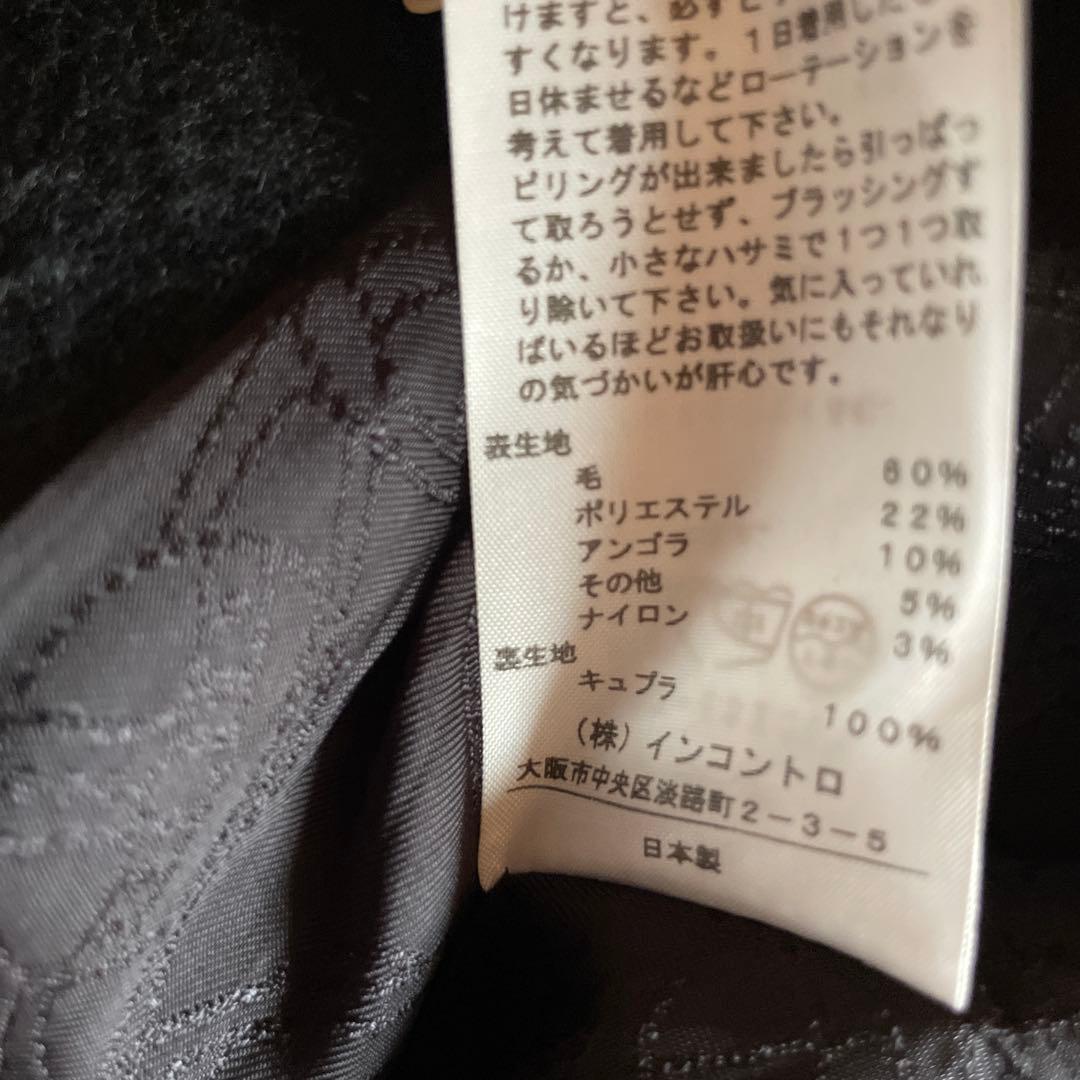 けますと、必ずピ
すくなります。1日着用した
日休ませるなどローテーションを
考えて着用して下さい。
ピリングが出来ましたら引っぱっ
て取ろうとせず、ブラッシングす
るか、小さなハサミで1つ1つ取
り除いて下さい。気に入っていれ
ばいるほどお取扱いにもそれなり
の気づかいが肝心です。
表生地
毛 60%
ポリエステル 22%
アンゴラ 10%
その他 5%
ナイロン 3%
裏生地
キュプラ 100%
(株)インコントロ
大阪市中央区淡路町2-3-5
日本製